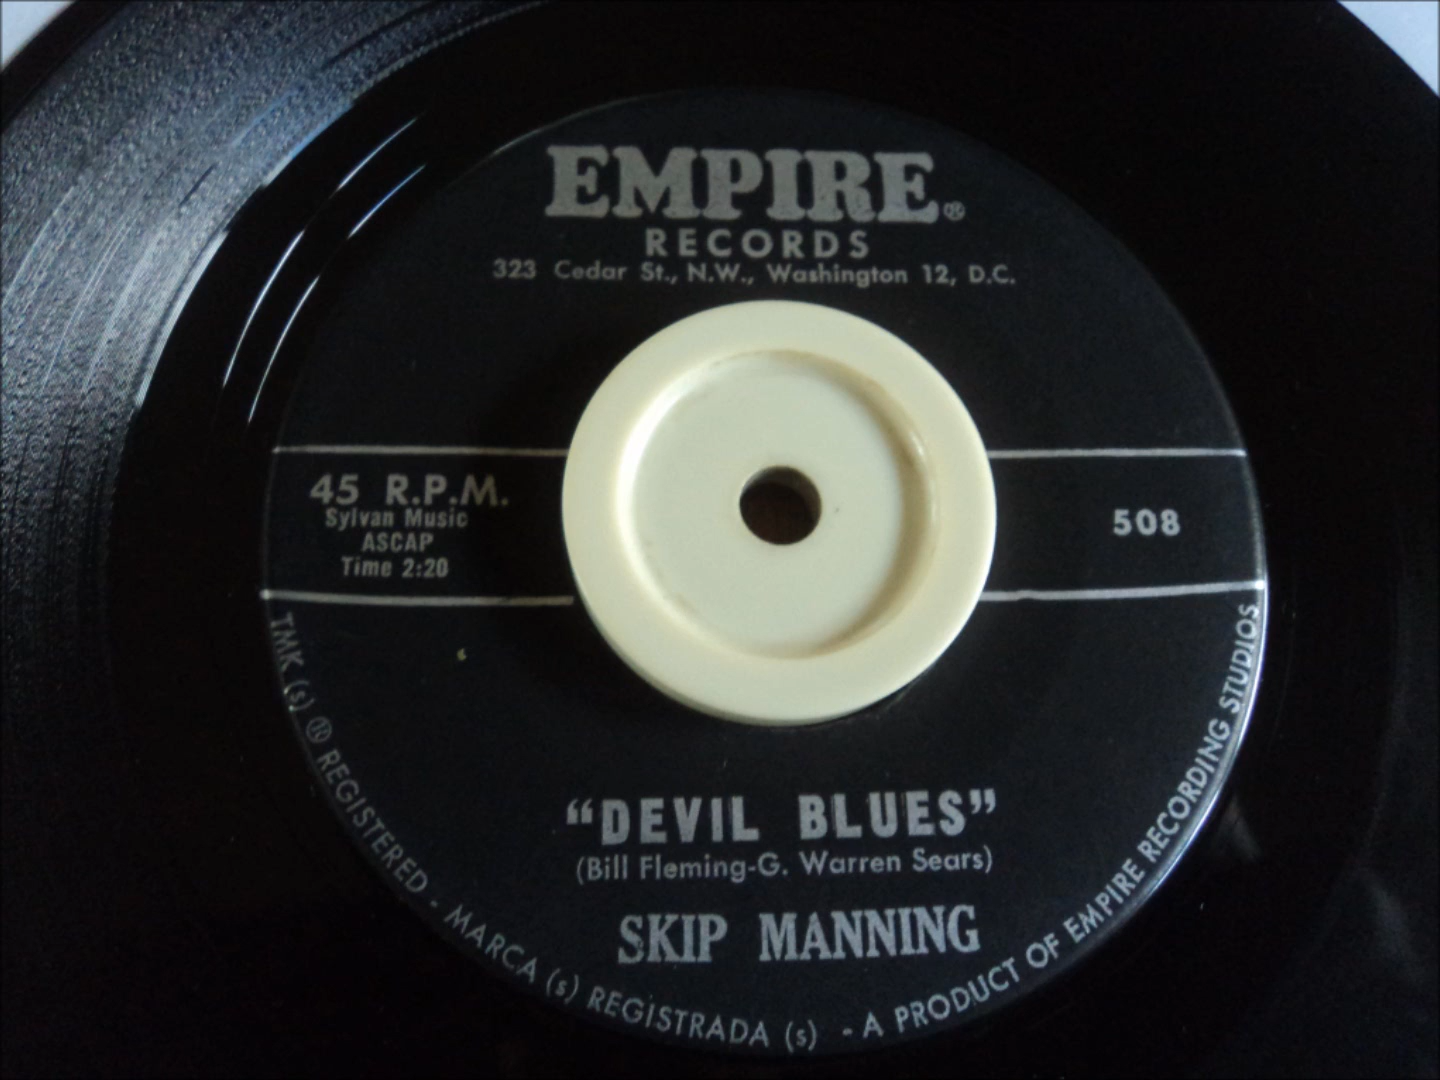 EMPIRE®
RECORDS
323 Cedar St., N.W., Washington 12, D.C.
45 R.P.M.
Sylvan Music
ASCAP
Time 2:20
508
"DEVIL BLUES"
(Bill Fleming-G. Warren Sears)
SKIP MANNING
TMK (s) ® REGISTERED - MARCA (s) REGISTRADA (s) - A PRODUCT OF EMPIRE RECORDING STUDIOS